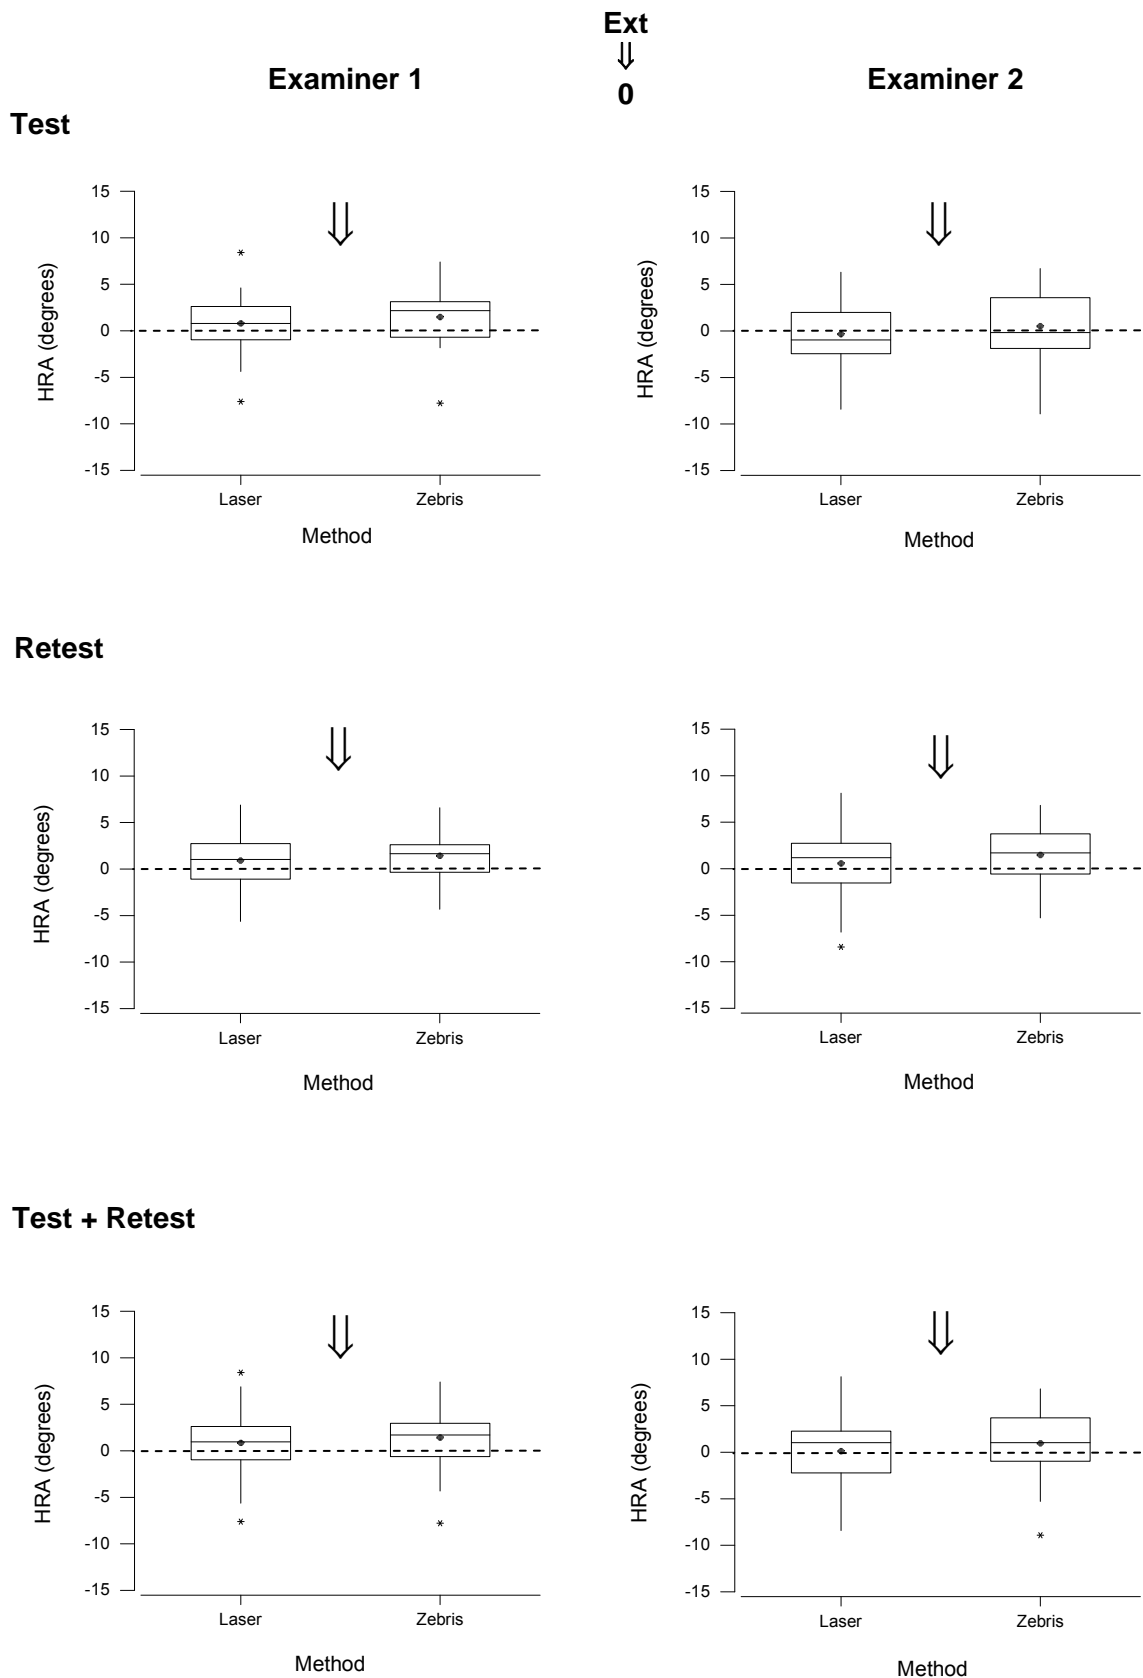 Ext
⇓
0
Examiner 1
Examiner 2
Test
15
10
5
0
-5
-10
-15
HRA (degrees)
⇓
*
*
*
Laser
Zebris
Method
15
10
5
0
-5
-10
-15
HRA (degrees)
⇓
Laser
Zebris
Method
Retest
15
10
5
0
-5
-10
-15
HRA (degrees)
⇓
Laser
Zebris
Method
15
10
5
0
-5
-10
-15
HRA (degrees)
⇓
*
Laser
Zebris
Method
Test + Retest
15
10
5
0
-5
-10
-15
HRA (degrees)
⇓
*
*
*
Laser
Zebris
Method
15
10
5
0
-5
-10
-15
HRA (degrees)
⇓
*
Laser
Zebris
Method